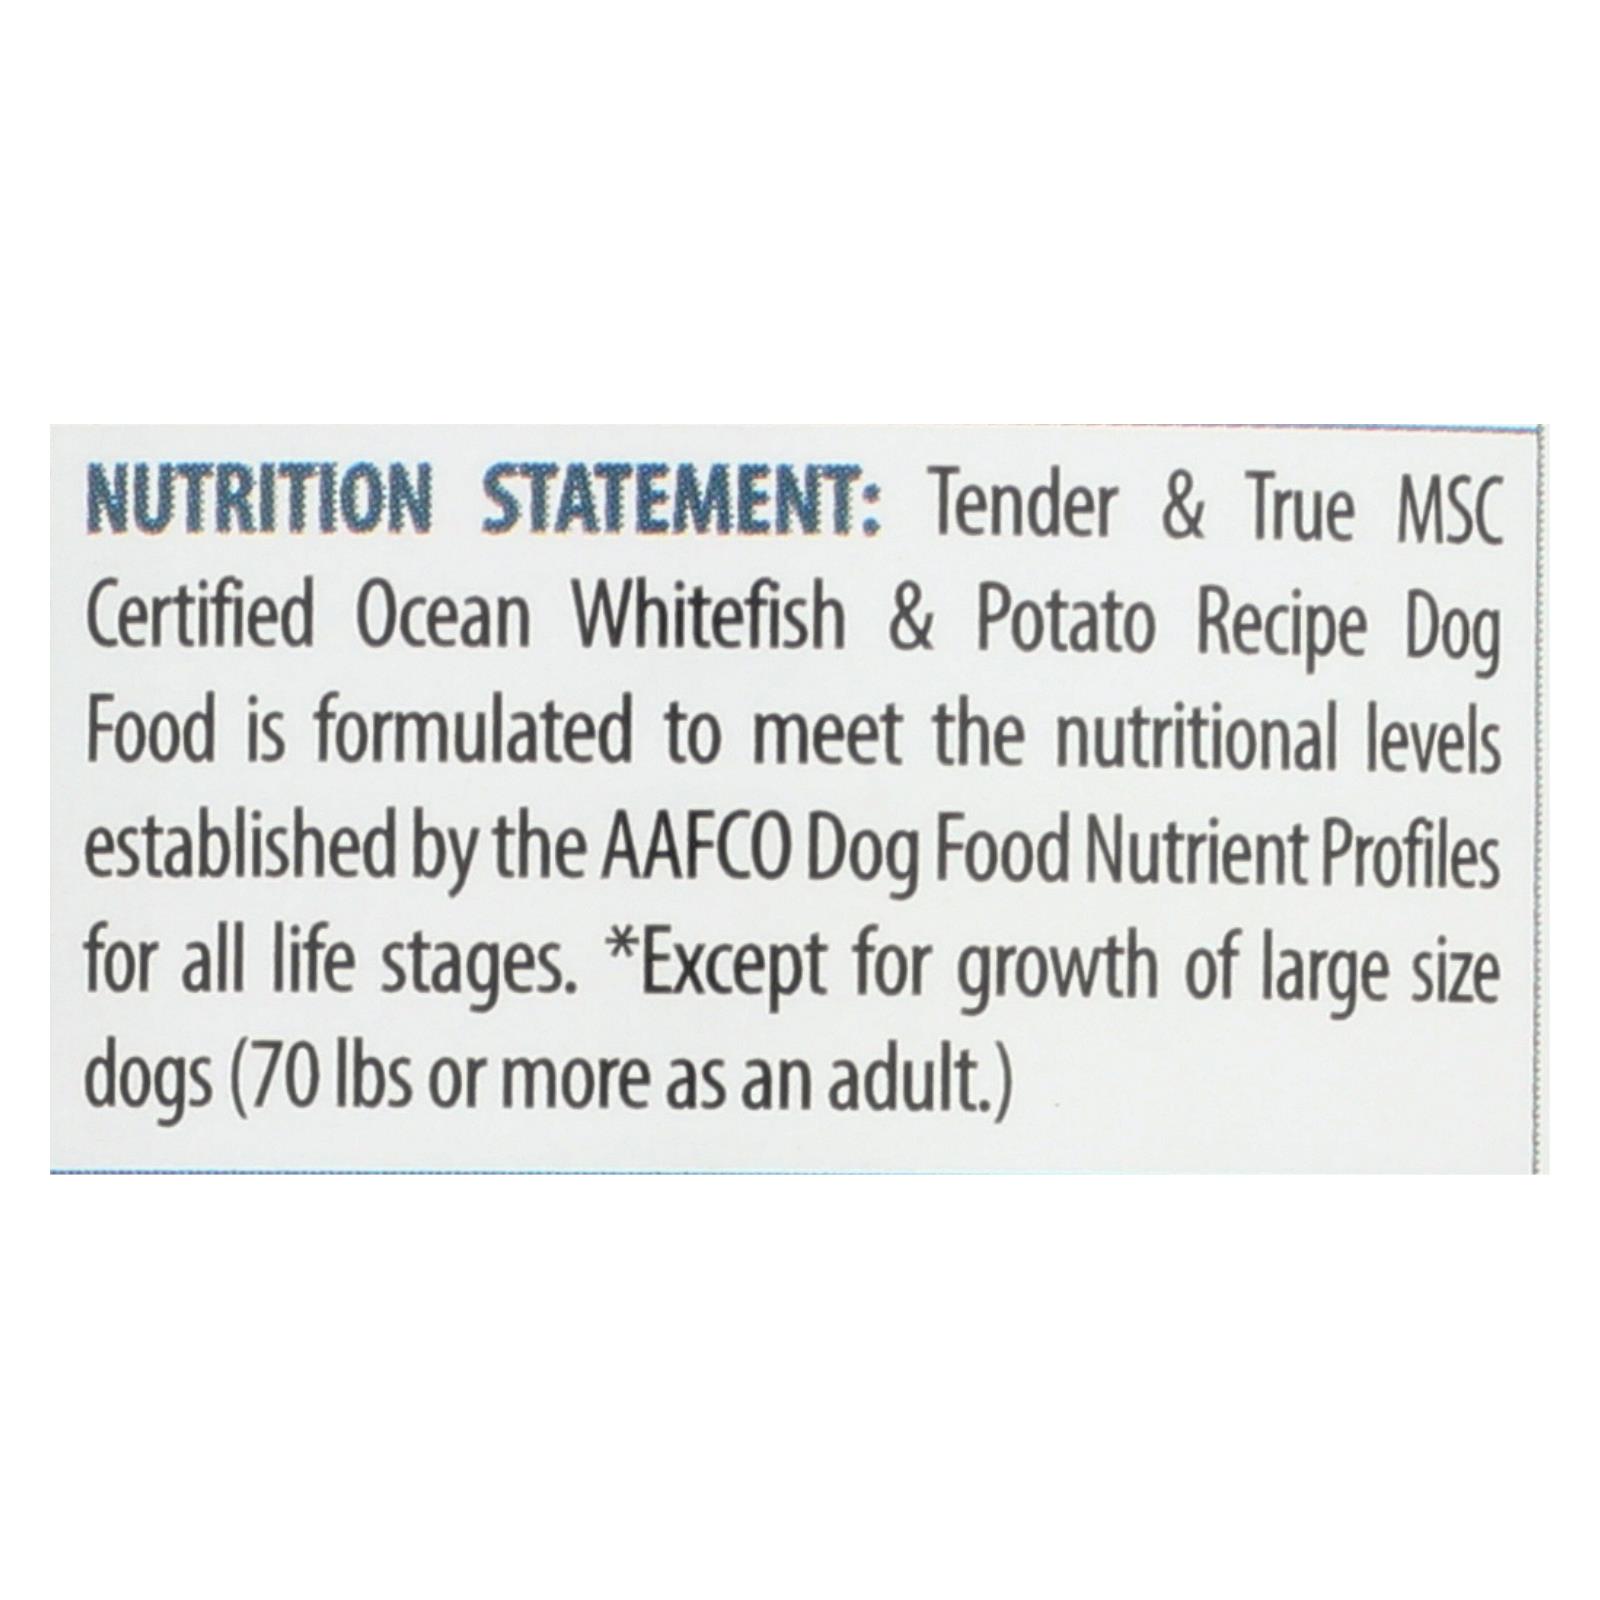 NUTRITION STATEMENT: Tender & True MSC
Certified Ocean Whitefish & Potato Recipe Dog
Food is formulated to meet the nutritional levels
established by the AAFCO Dog Food Nutrient Profiles
for all life stages. *Except for growth of large size
dogs (70 lbs or more as an adult.)